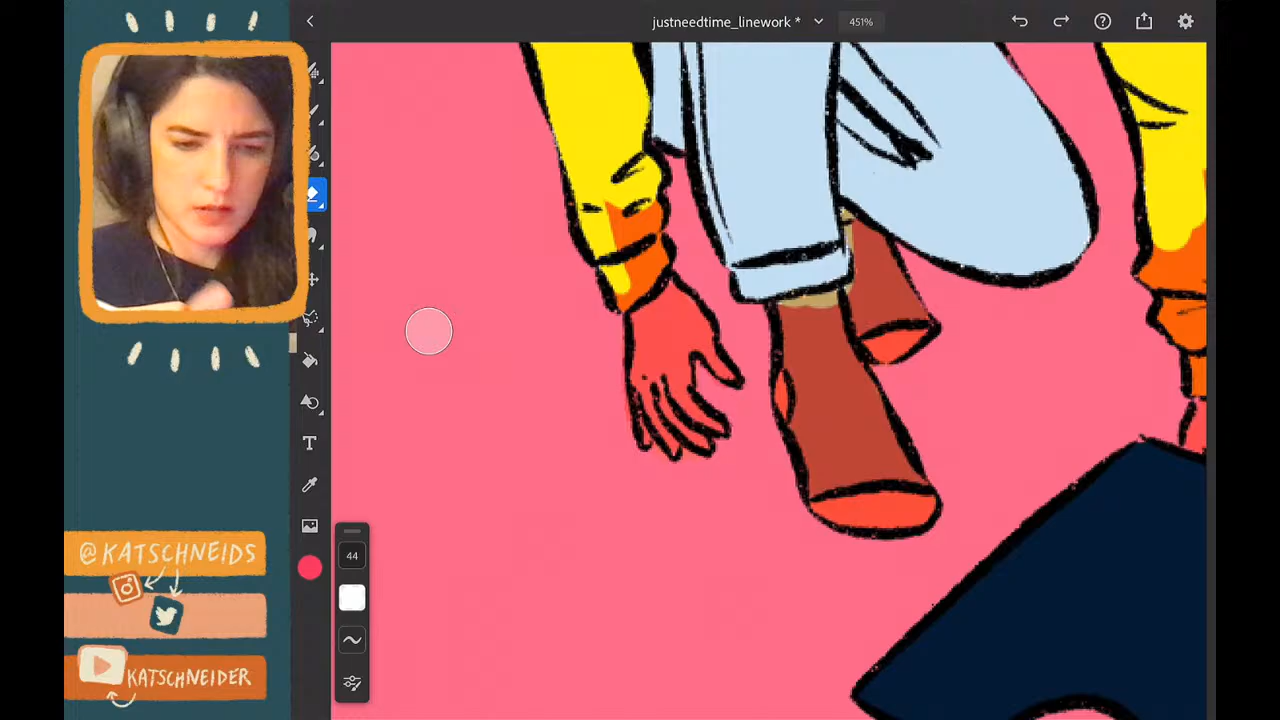 justneedtime_linework *
451%
T
44
@KATSCHNEIDS
KATSCHNEIDER